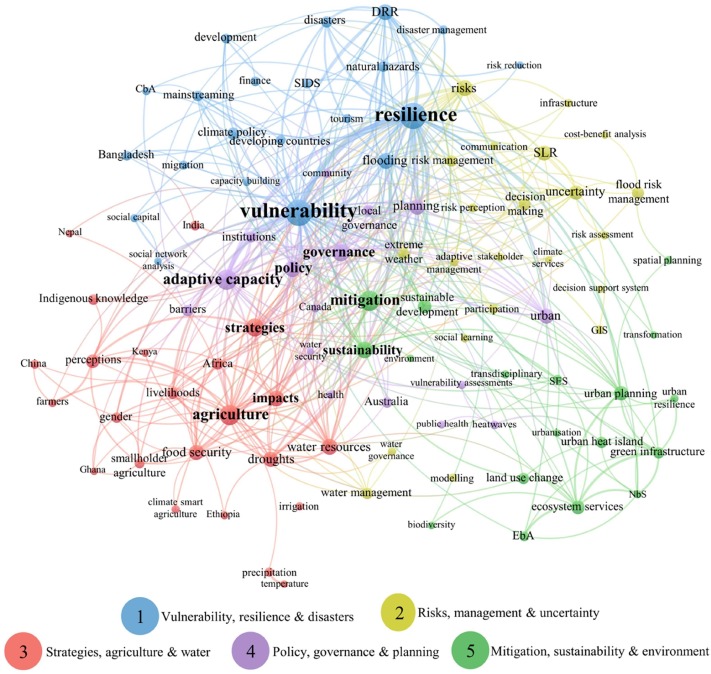 DRR
disasters
disaster management
development
natural hazards
risk reduction
finance
SIDS
CbA
mainstreaming
risks
infrastructure
resilience
tourism
climate policy
developing countries
communication
cost-benefit analysis
Bangladesh
migration
flooding
risk management
SLR
capacity building
community
uncertainty
flood risk
management
decision
making
planning
risk perception
vulnerability
local
governance
social capital
India
Nepal
institutions
risk assessment
social network
analysis
governance
extreme
weather
adaptive
management
stakeholder
climate
services
spatial planning
policy
adaptive capacity
decision support system
Indigenous knowledge
barriers
Canada
mitigation
sustainable
development
participation
urban
GIS
transformation
strategies
social learning
water
security
sustainability
environment
China
perceptions
Kenya
Africa
transdisciplinary
SES
vulnerability assessments
urban planning
urban
resilience
farmers
livelihoods
impacts
health
Australia
gender
agriculture
public health
heatwaves
urbanisation
urban heat island
green infrastructure
Ghana
smallholder
agriculture
food security
droughts
water resources
water
governance
modelling
land use change
water management
NbS
ecosystem services
climate smart
agriculture
Ethiopia
irrigation
biodiversity
EbA
precipitation
temperature
1 Vulnerability, resilience & disasters
2 Risks, management & uncertainty
3 Strategies, agriculture & water
4 Policy, governance & planning
5 Mitigation, sustainability & environment